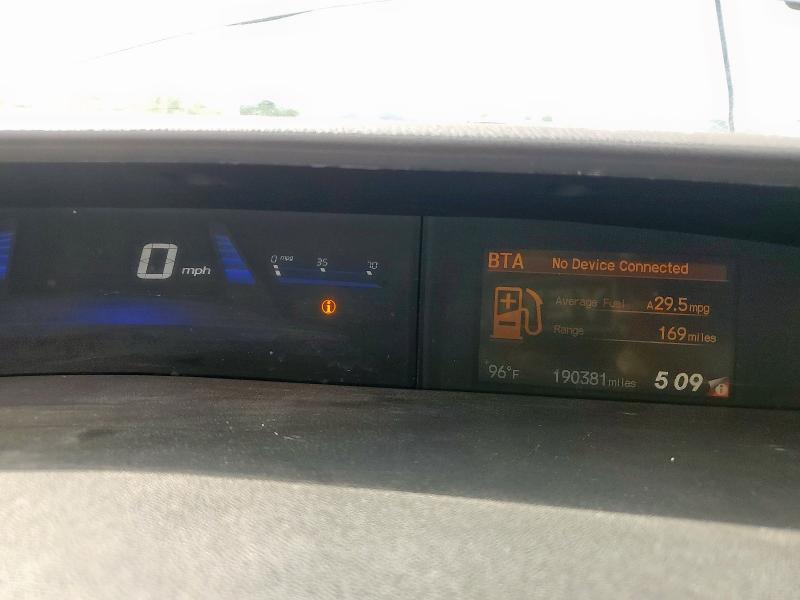 0 mph
0 mpg 35 70
i
BTA No Device Connected
Average Fuel A29.5mpg
Range 169miles
96°F 190381miles 5 09 i